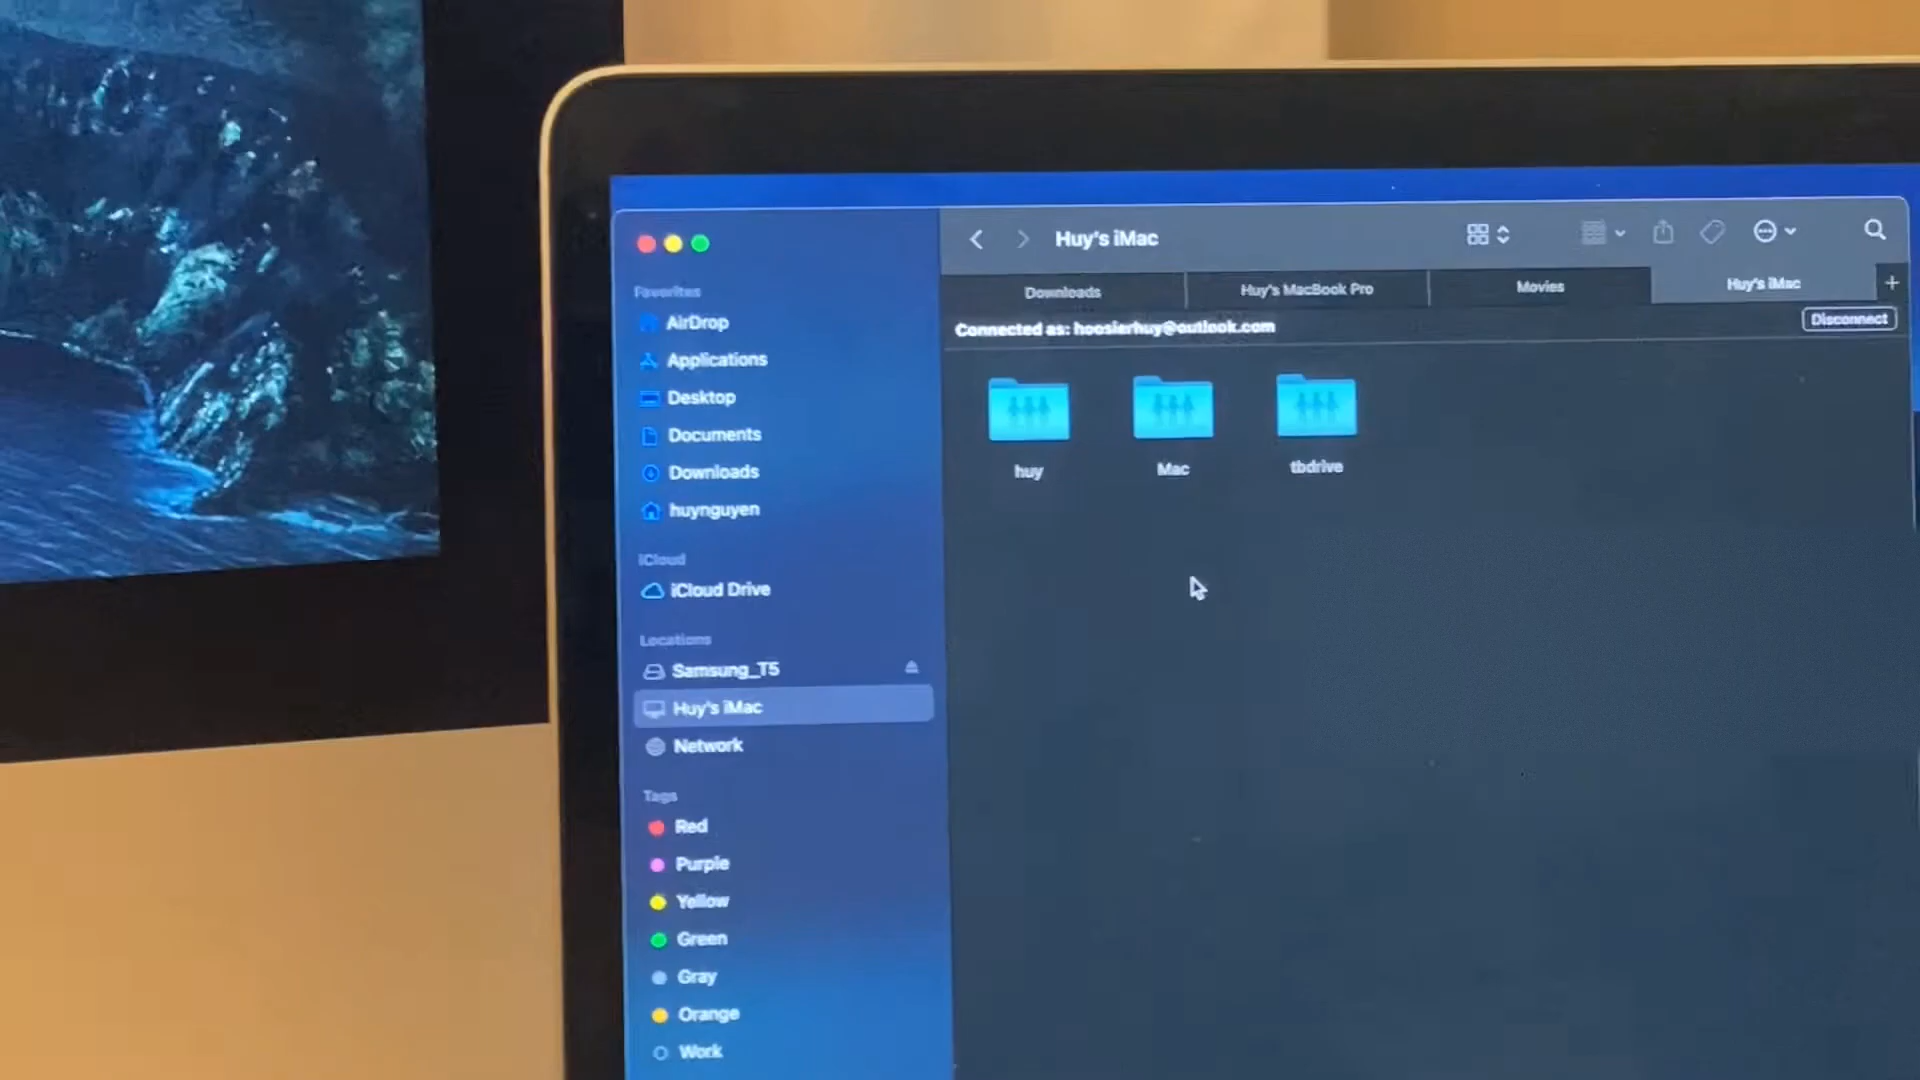 Huy's iMac
Downloads
Huy's MacBook Pro
Movies
Huy's iMac
Connected as: hoosierhuy@outlook.com
Disconnect
Favorites
AirDrop
Applications
Desktop
Documents
Downloads
huynguyen
iCloud
iCloud Drive
Locations
Samsung_T5
Huy's iMac
Network
Tags
Red
Purple
Yellow
Green
Gray
Orange
Work
huy
Mac
tbdrive